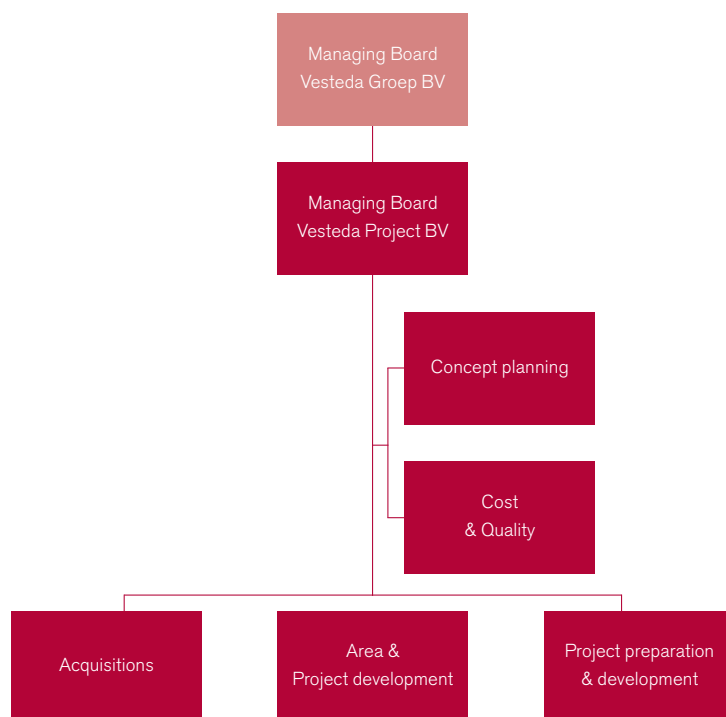 Managing Board
Vesteda Groep BV
Managing Board
Vesteda Project BV
Concept planning
Cost
& Quality
Acquisitions
Area &
Project development
Project preparation
& development